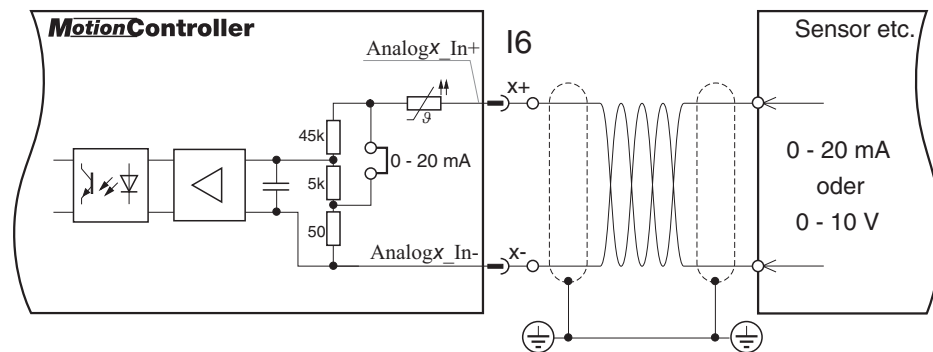 MotionController
Analogx_In+
I6
Sensor etc.
x+
ϑ
45k
0 - 20 mA
5k
50
0 - 20 mA
oder
0 - 10 V
Analogx_In-
x-